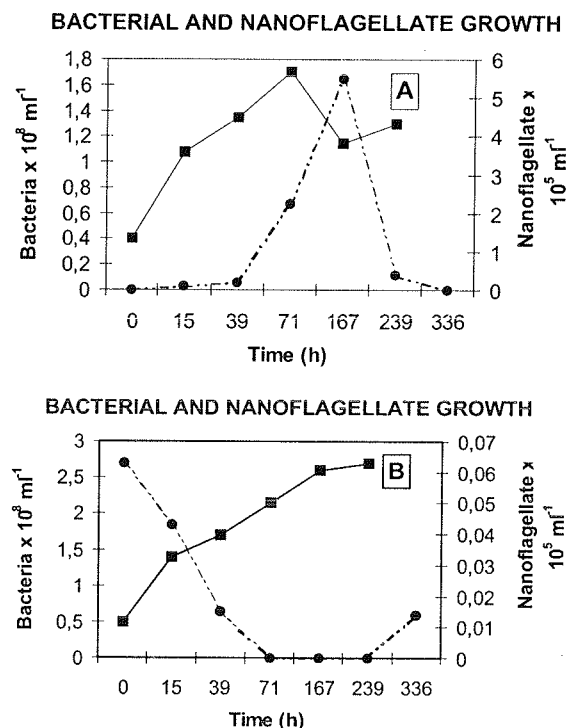 BACTERIAL AND NANOFLAGELLATE GROWTH
1,8
1,6
1,4
1,2
1
0,8
0,6
0,4
0,2
0
Bacteria x 10⁸ ml⁻¹
A
6
5
4
3
2
1
0
Nanoflagellate x
10⁵ ml⁻¹
0 15 39 71 167 239 336
Time (h)
BACTERIAL AND NANOFLAGELLATE GROWTH
3
2,5
2
1,5
1
0,5
0
Bacteria x 10⁸ ml⁻¹
B
0,07
0,06
0,05
0,04
0,03
0,02
0,01
0
Nanoflagellate x
10⁵ ml⁻¹
0 15 39 71 167 239 336
Time (h)